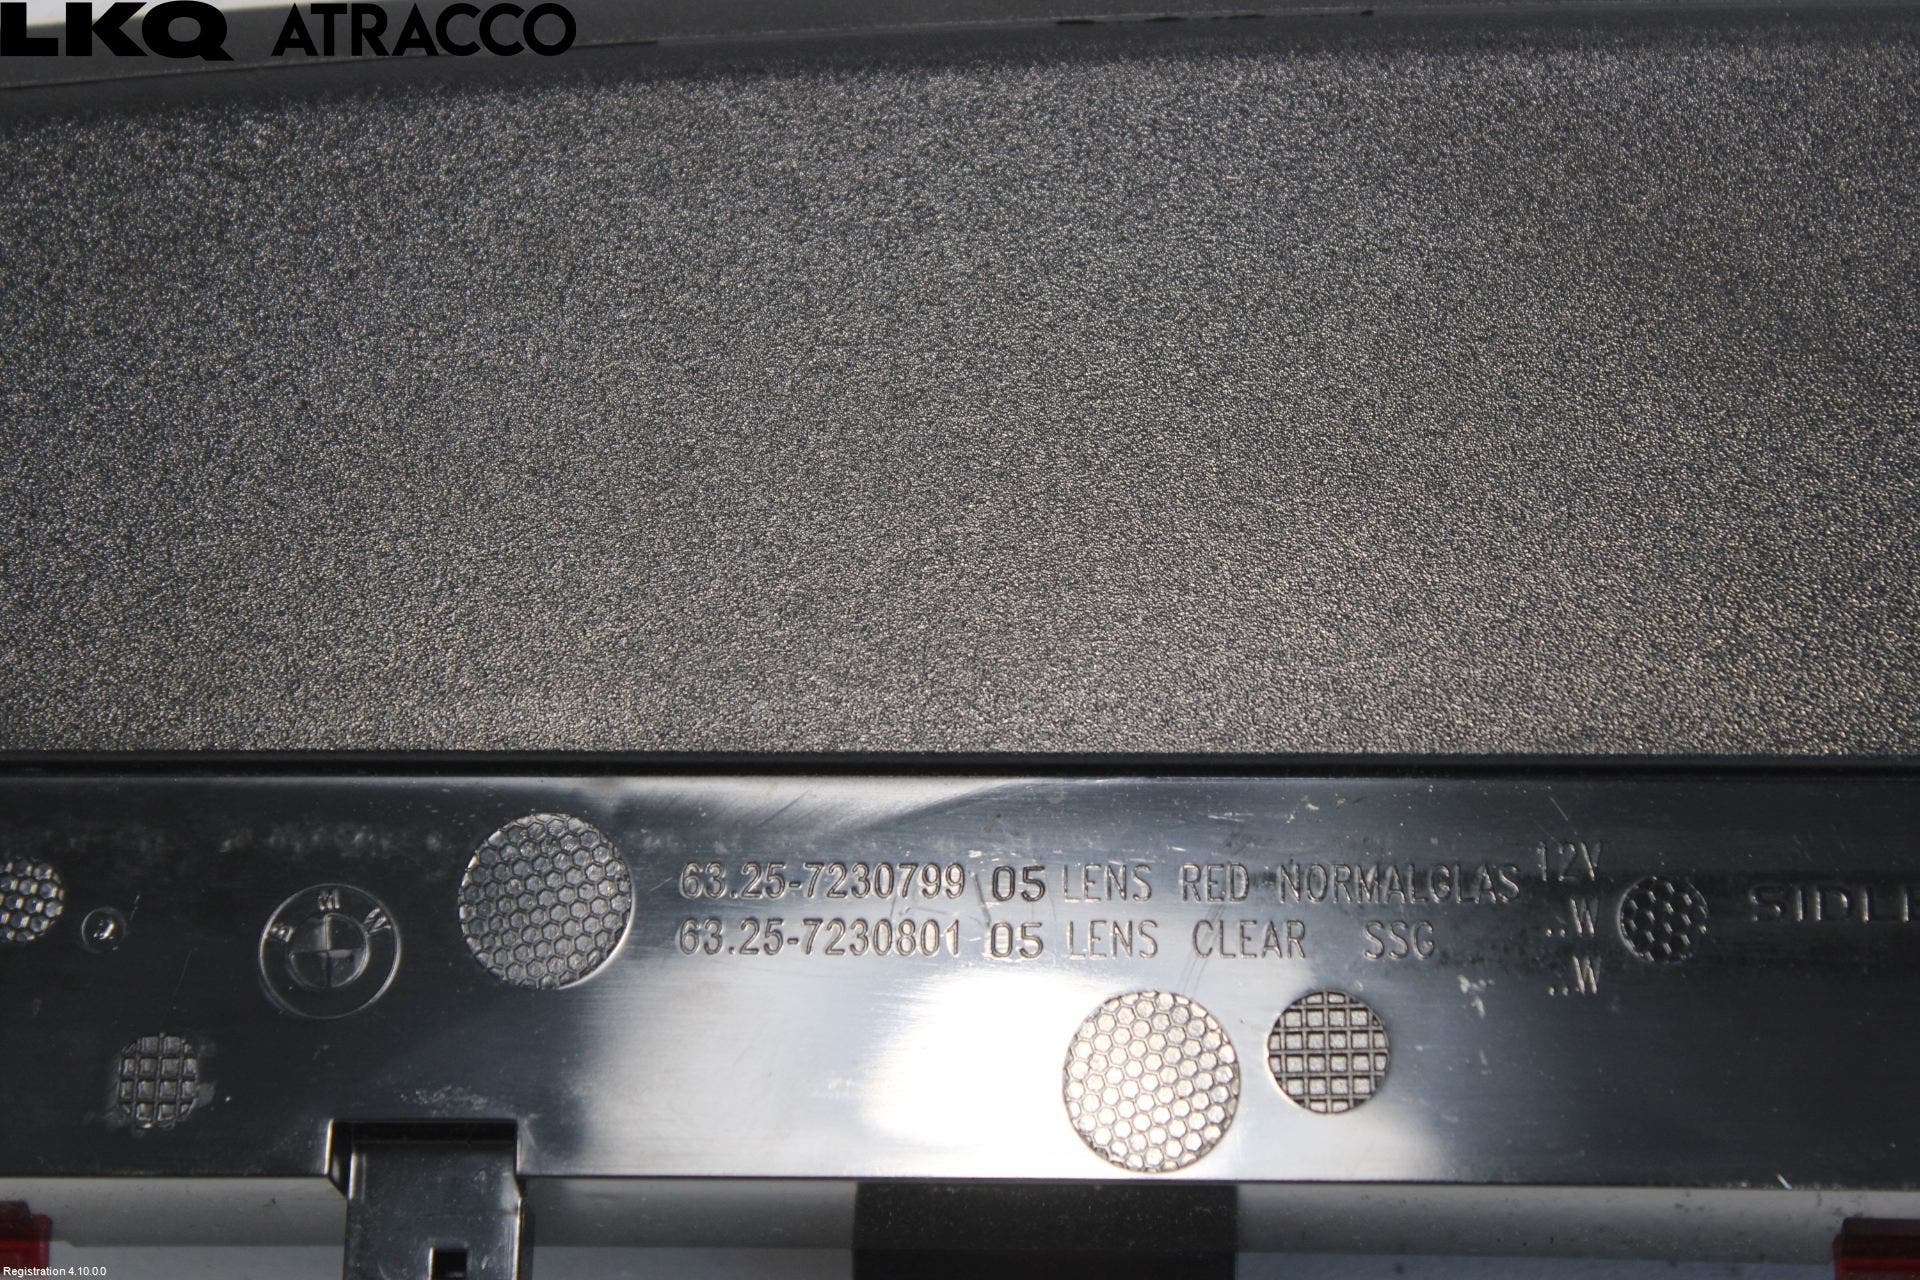 LKQ ATRACCO
63.25-7230799 05 LENS RED NORMALGLAS 12V
63.25-7230801 05 LENS CLEAR SSG ..W
..W
BMW
Registration 4.10.0.0